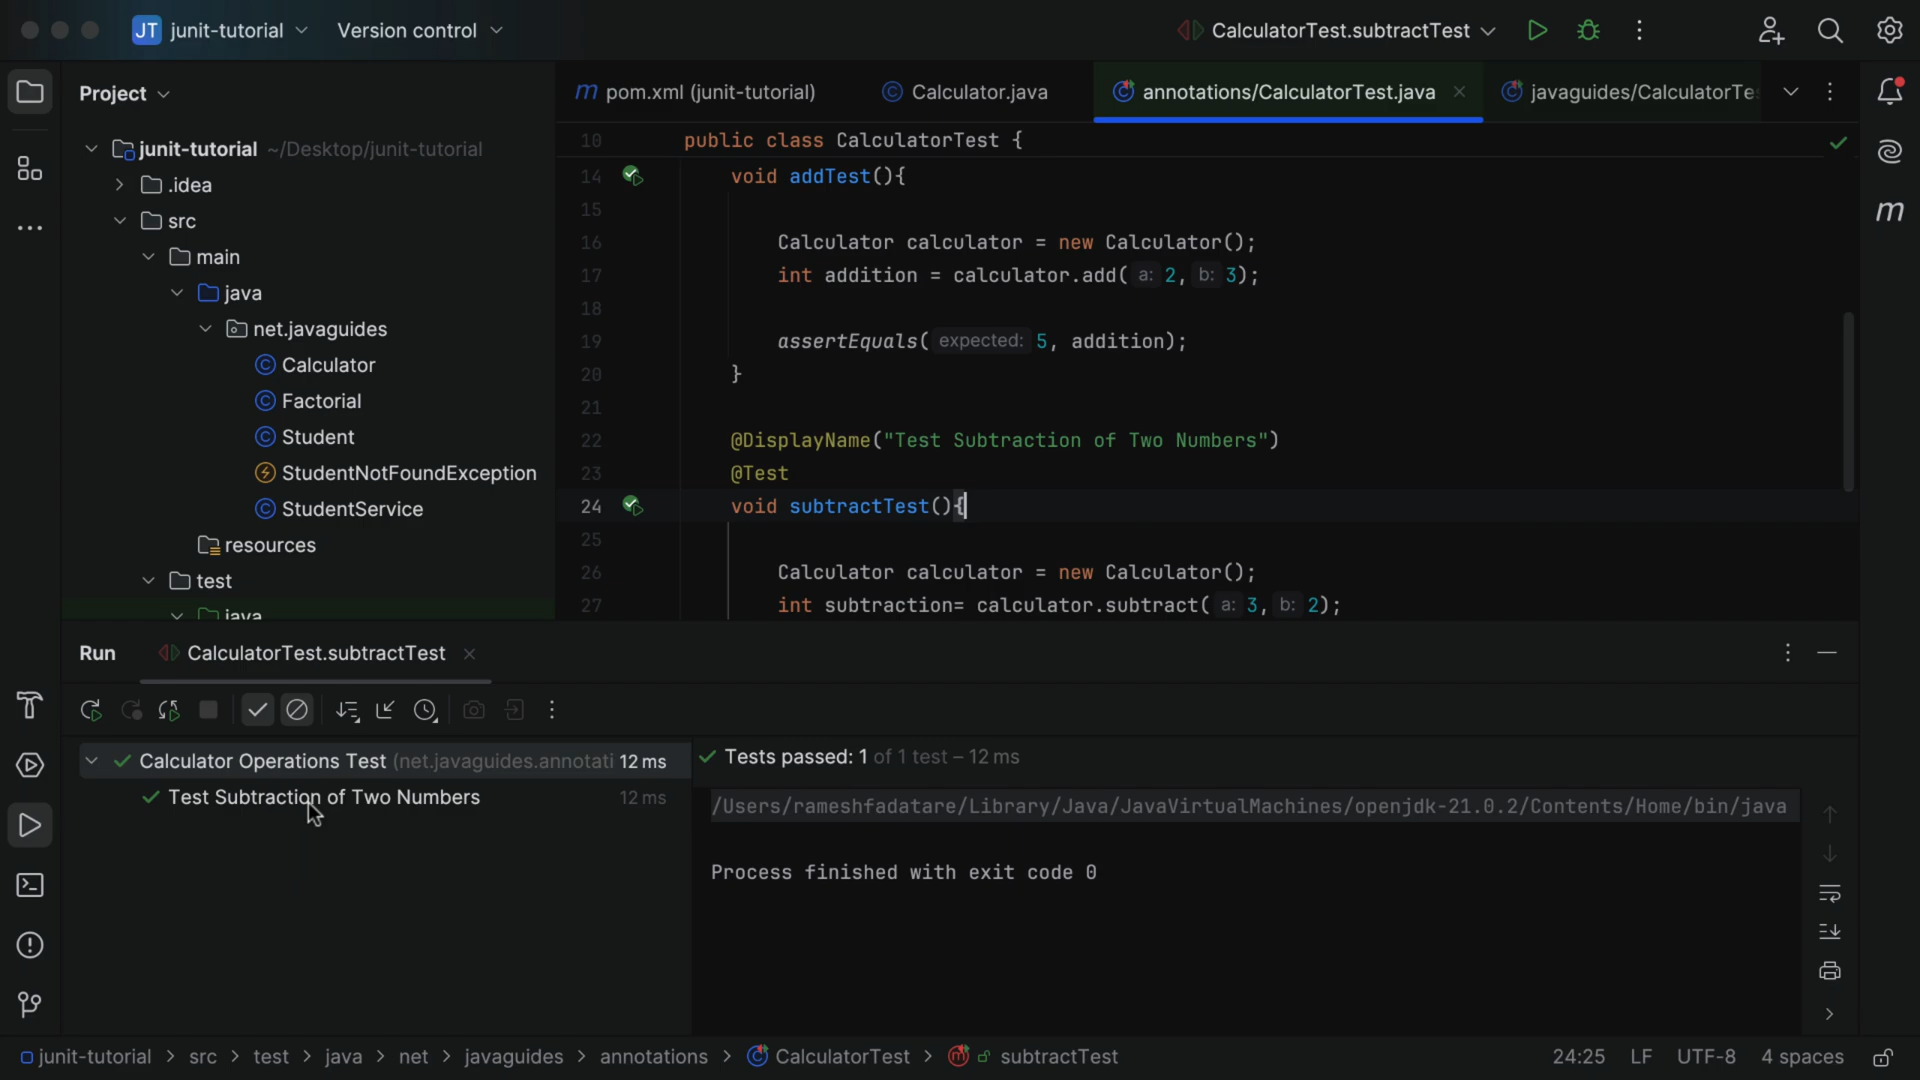 JT junit-tutorial Version control CalculatorTest.subtractTest
Project
m pom.xml (junit-tutorial) Calculator.java annotations/CalculatorTest.java javaguides/CalculatorTes
junit-tutorial ~/Desktop/junit-tutorial
.idea
src
main
java
net.javaguides
Calculator
Factorial
Student
StudentNotFoundException
StudentService
resources
test
java
10 public class CalculatorTest {
14 void addTest(){
15
16 Calculator calculator = new Calculator();
17 int addition = calculator.add( a: 2, b: 3);
18
19 assertEquals( expected: 5, addition);
20 }
21
22 @DisplayName("Test Subtraction of Two Numbers")
23 @Test
24 void subtractTest(){
25
26 Calculator calculator = new Calculator();
27 int subtraction= calculator.subtract( a: 3, b: 2);
m
Run CalculatorTest.subtractTest
Calculator Operations Test (net.javaguides.annotati 12 ms
Test Subtraction of Two Numbers 12 ms
Tests passed: 1 of 1 test – 12 ms
/Users/rameshfadatare/Library/Java/JavaVirtualMachines/openjdk-21.0.2/Contents/Home/bin/java
Process finished with exit code 0
junit-tutorial > src > test > java > net > javaguides > annotations > CalculatorTest > subtractTest 24:25 LF UTF-8 4 spaces